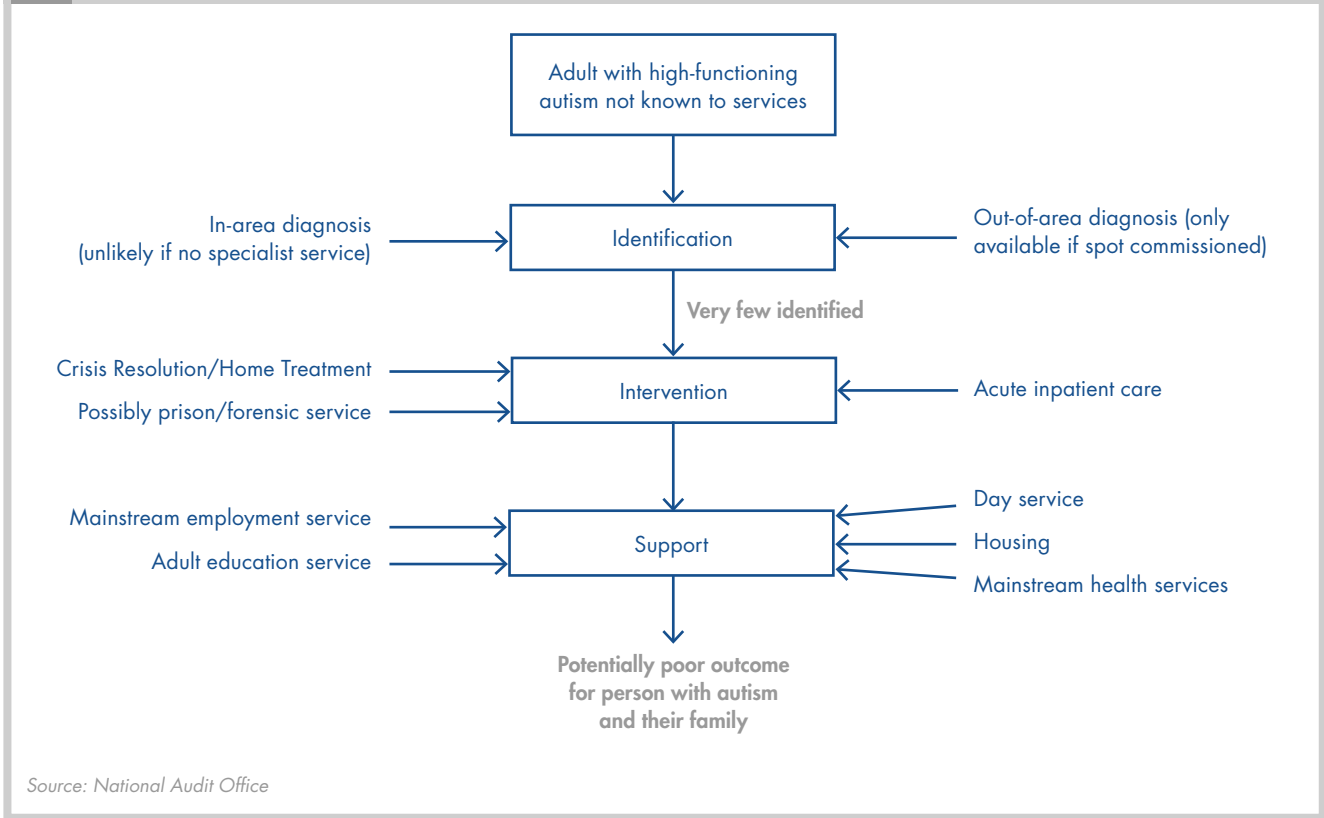 Adult with high-functioning
autism not known to services
In-area diagnosis
(unlikely if no specialist service)
Identification
Out-of-area diagnosis (only
available if spot commissioned)
Very few identified
Crisis Resolution/Home Treatment
Possibly prison/forensic service
Intervention
Acute inpatient care
Mainstream employment service
Adult education service
Support
Day service
Housing
Mainstream health services
Potentially poor outcome
for person with autism
and their family
Source: National Audit Office